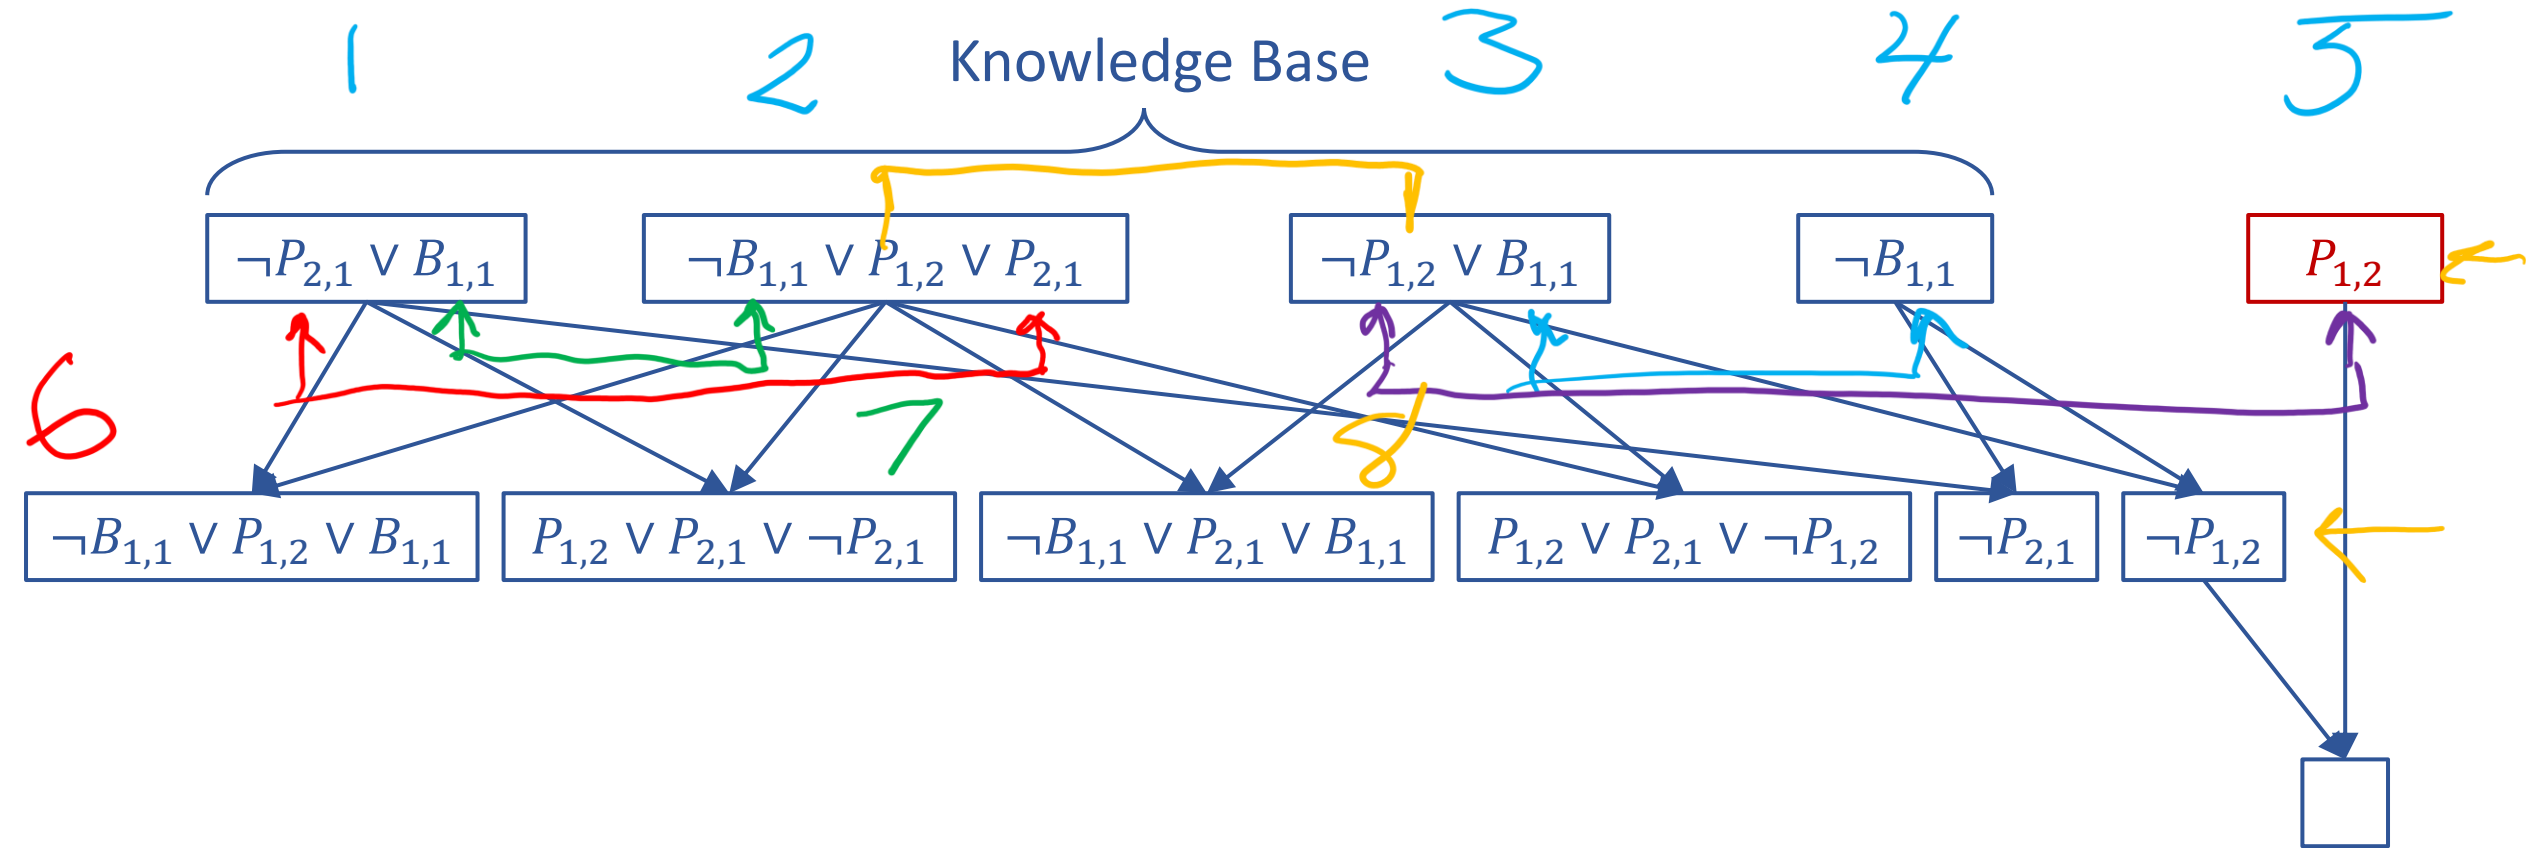 1 2 Knowledge Base 3 4 5
¬P₂,₁ ∨ B₁,₁ ¬B₁,₁ ∨ P₁,₂ ∨ P₂,₁ ¬P₁,₂ ∨ B₁,₁ ¬B₁,₁ P₁,₂
6 7 8
¬B₁,₁ ∨ P₁,₂ ∨ B₁,₁ P₁,₂ ∨ P₂,₁ ∨ ¬P₂,₁ ¬B₁,₁ ∨ P₂,₁ ∨ B₁,₁ P₁,₂ ∨ P₂,₁ ∨ ¬P₁,₂ ¬P₂,₁ ¬P₁,₂